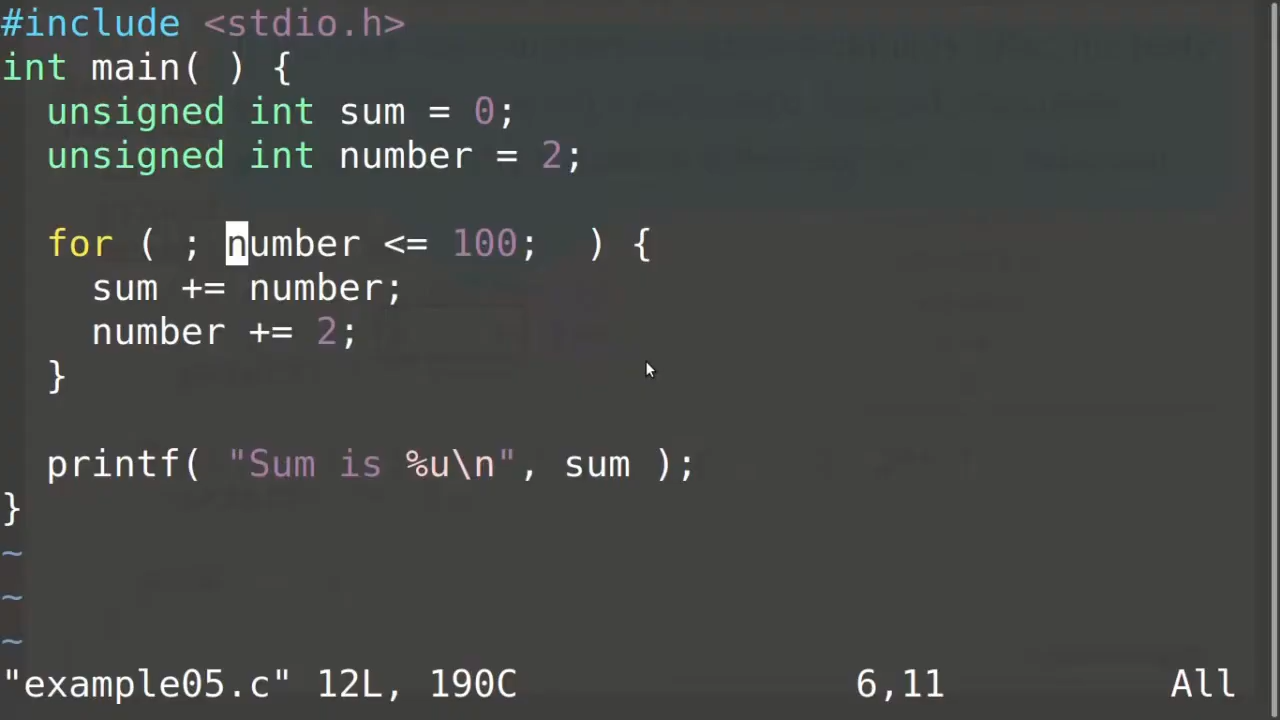 #include <stdio.h>
int main( ) {
  unsigned int sum = 0;
  unsigned int number = 2;

  for ( ; number <= 100;  ) {
    sum += number;
    number += 2;
  }

  printf( "Sum is %u\n", sum );
}
~
~
~
"example05.c" 12L, 190C 6,11 All